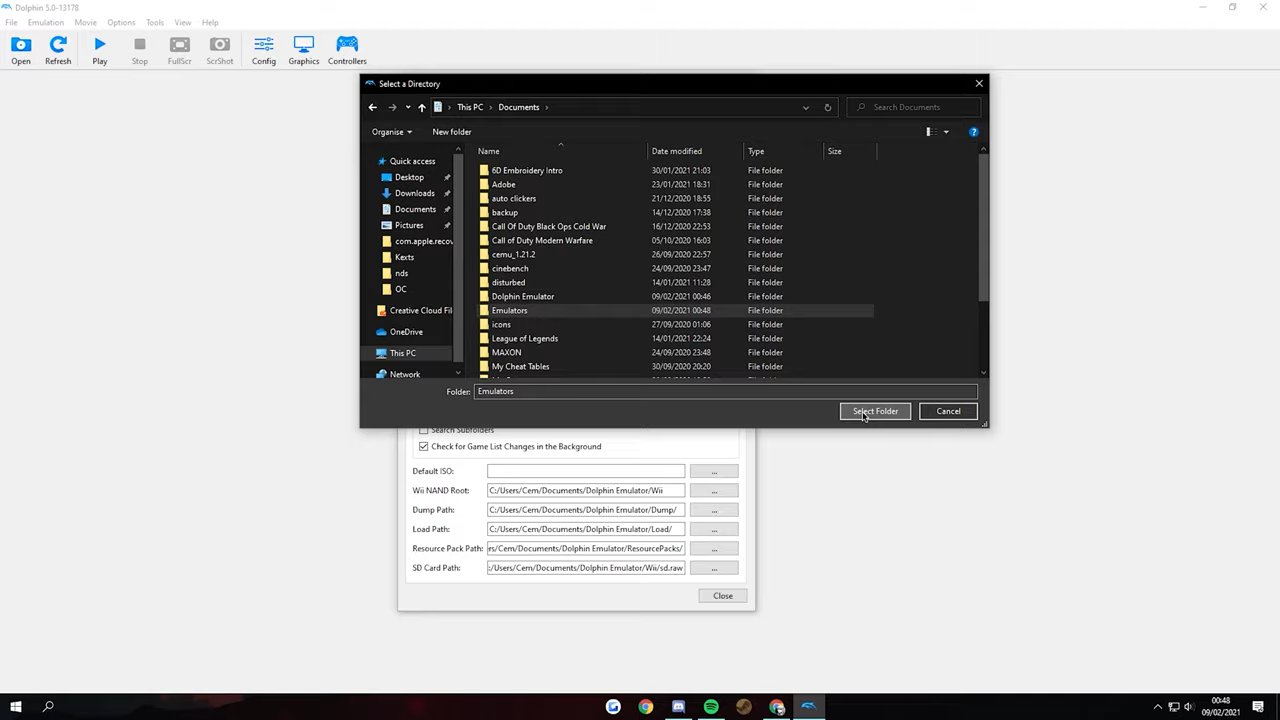 Dolphin 5.0-13178
File Emulation Movie Options Tools View Help
Open Refresh Play Stop FullScr ScrShot Config Graphics Controllers
Select a Directory
This PC > Documents >
Search Documents
Organise New folder
Name Date modified Type Size
Quick access
Desktop
Downloads
Documents
Pictures
com.apple.recov
Kexts
nds
OC
Creative Cloud Fil
OneDrive
This PC
Network
6D Embroidery Intro 30/01/2021 21:03 File folder
Adobe 23/01/2021 18:31 File folder
auto clickers 21/12/2020 18:55 File folder
backup 14/12/2020 17:38 File folder
Call Of Duty Black Ops Cold War 16/12/2020 22:53 File folder
Call of Duty Modern Warfare 05/10/2020 16:03 File folder
cemu_1.21.2 26/09/2020 22:57 File folder
cinebench 24/09/2020 23:47 File folder
disturbed 14/01/2021 11:28 File folder
Dolphin Emulator 09/02/2021 00:46 File folder
Emulators 09/02/2021 00:48 File folder
icons 27/09/2020 01:06 File folder
League of Legends 14/01/2021 22:24 File folder
MAXON 24/09/2020 23:48 File folder
My Cheat Tables 30/09/2020 20:20 File folder
Folder: Emulators
Select Folder Cancel
Search Subfolders
Check for Game List Changes in the Background
Default ISO: ...
Wii NAND Root: C:/Users/Cem/Documents/Dolphin Emulator/Wii ...
Dump Path: C:/Users/Cem/Documents/Dolphin Emulator/Dump/ ...
Load Path: C:/Users/Cem/Documents/Dolphin Emulator/Load/ ...
Resource Pack Path: rs/Cem/Documents/Dolphin Emulator/ResourcePacks/ ...
SD Card Path: :/Users/Cem/Documents/Dolphin Emulator/Wii/sd.raw ...
Close
00:48
09/02/2021